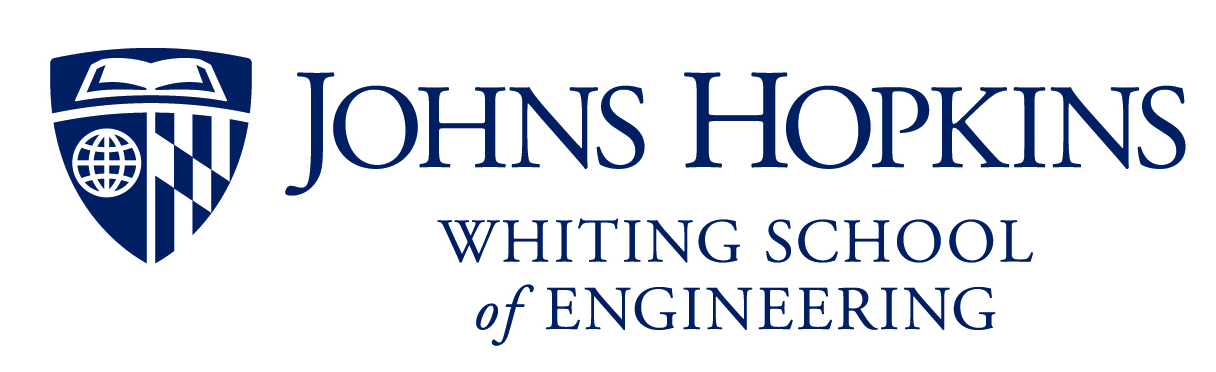 JOHNS HOPKINS
WHITING SCHOOL
of ENGINEERING